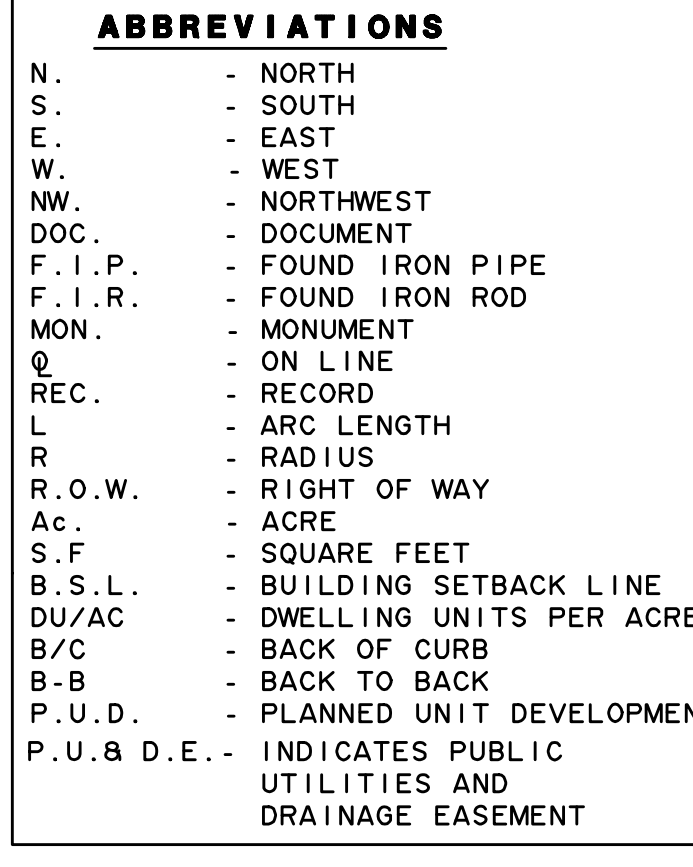 ABBREVIATIONS
N. - NORTH
S. - SOUTH
E. - EAST
W. - WEST
NW. - NORTHWEST
DOC. - DOCUMENT
F.I.P. - FOUND IRON PIPE
F.I.R. - FOUND IRON ROD
MON. - MONUMENT
- ON LINE
REC. - RECORD
L - ARC LENGTH
R - RADIUS
R.O.W. - RIGHT OF WAY
Ac. - ACRE
S.F - SQUARE FEET
B.S.L. - BUILDING SETBACK LINE
DU/AC - DWELLING UNITS PER ACRE
B/C - BACK OF CURB
B-B - BACK TO BACK
P.U.D. - PLANNED UNIT DEVELOPMEN
P.U.& D.E.- INDICATES PUBLIC
UTILITIES AND
DRAINAGE EASEMENT